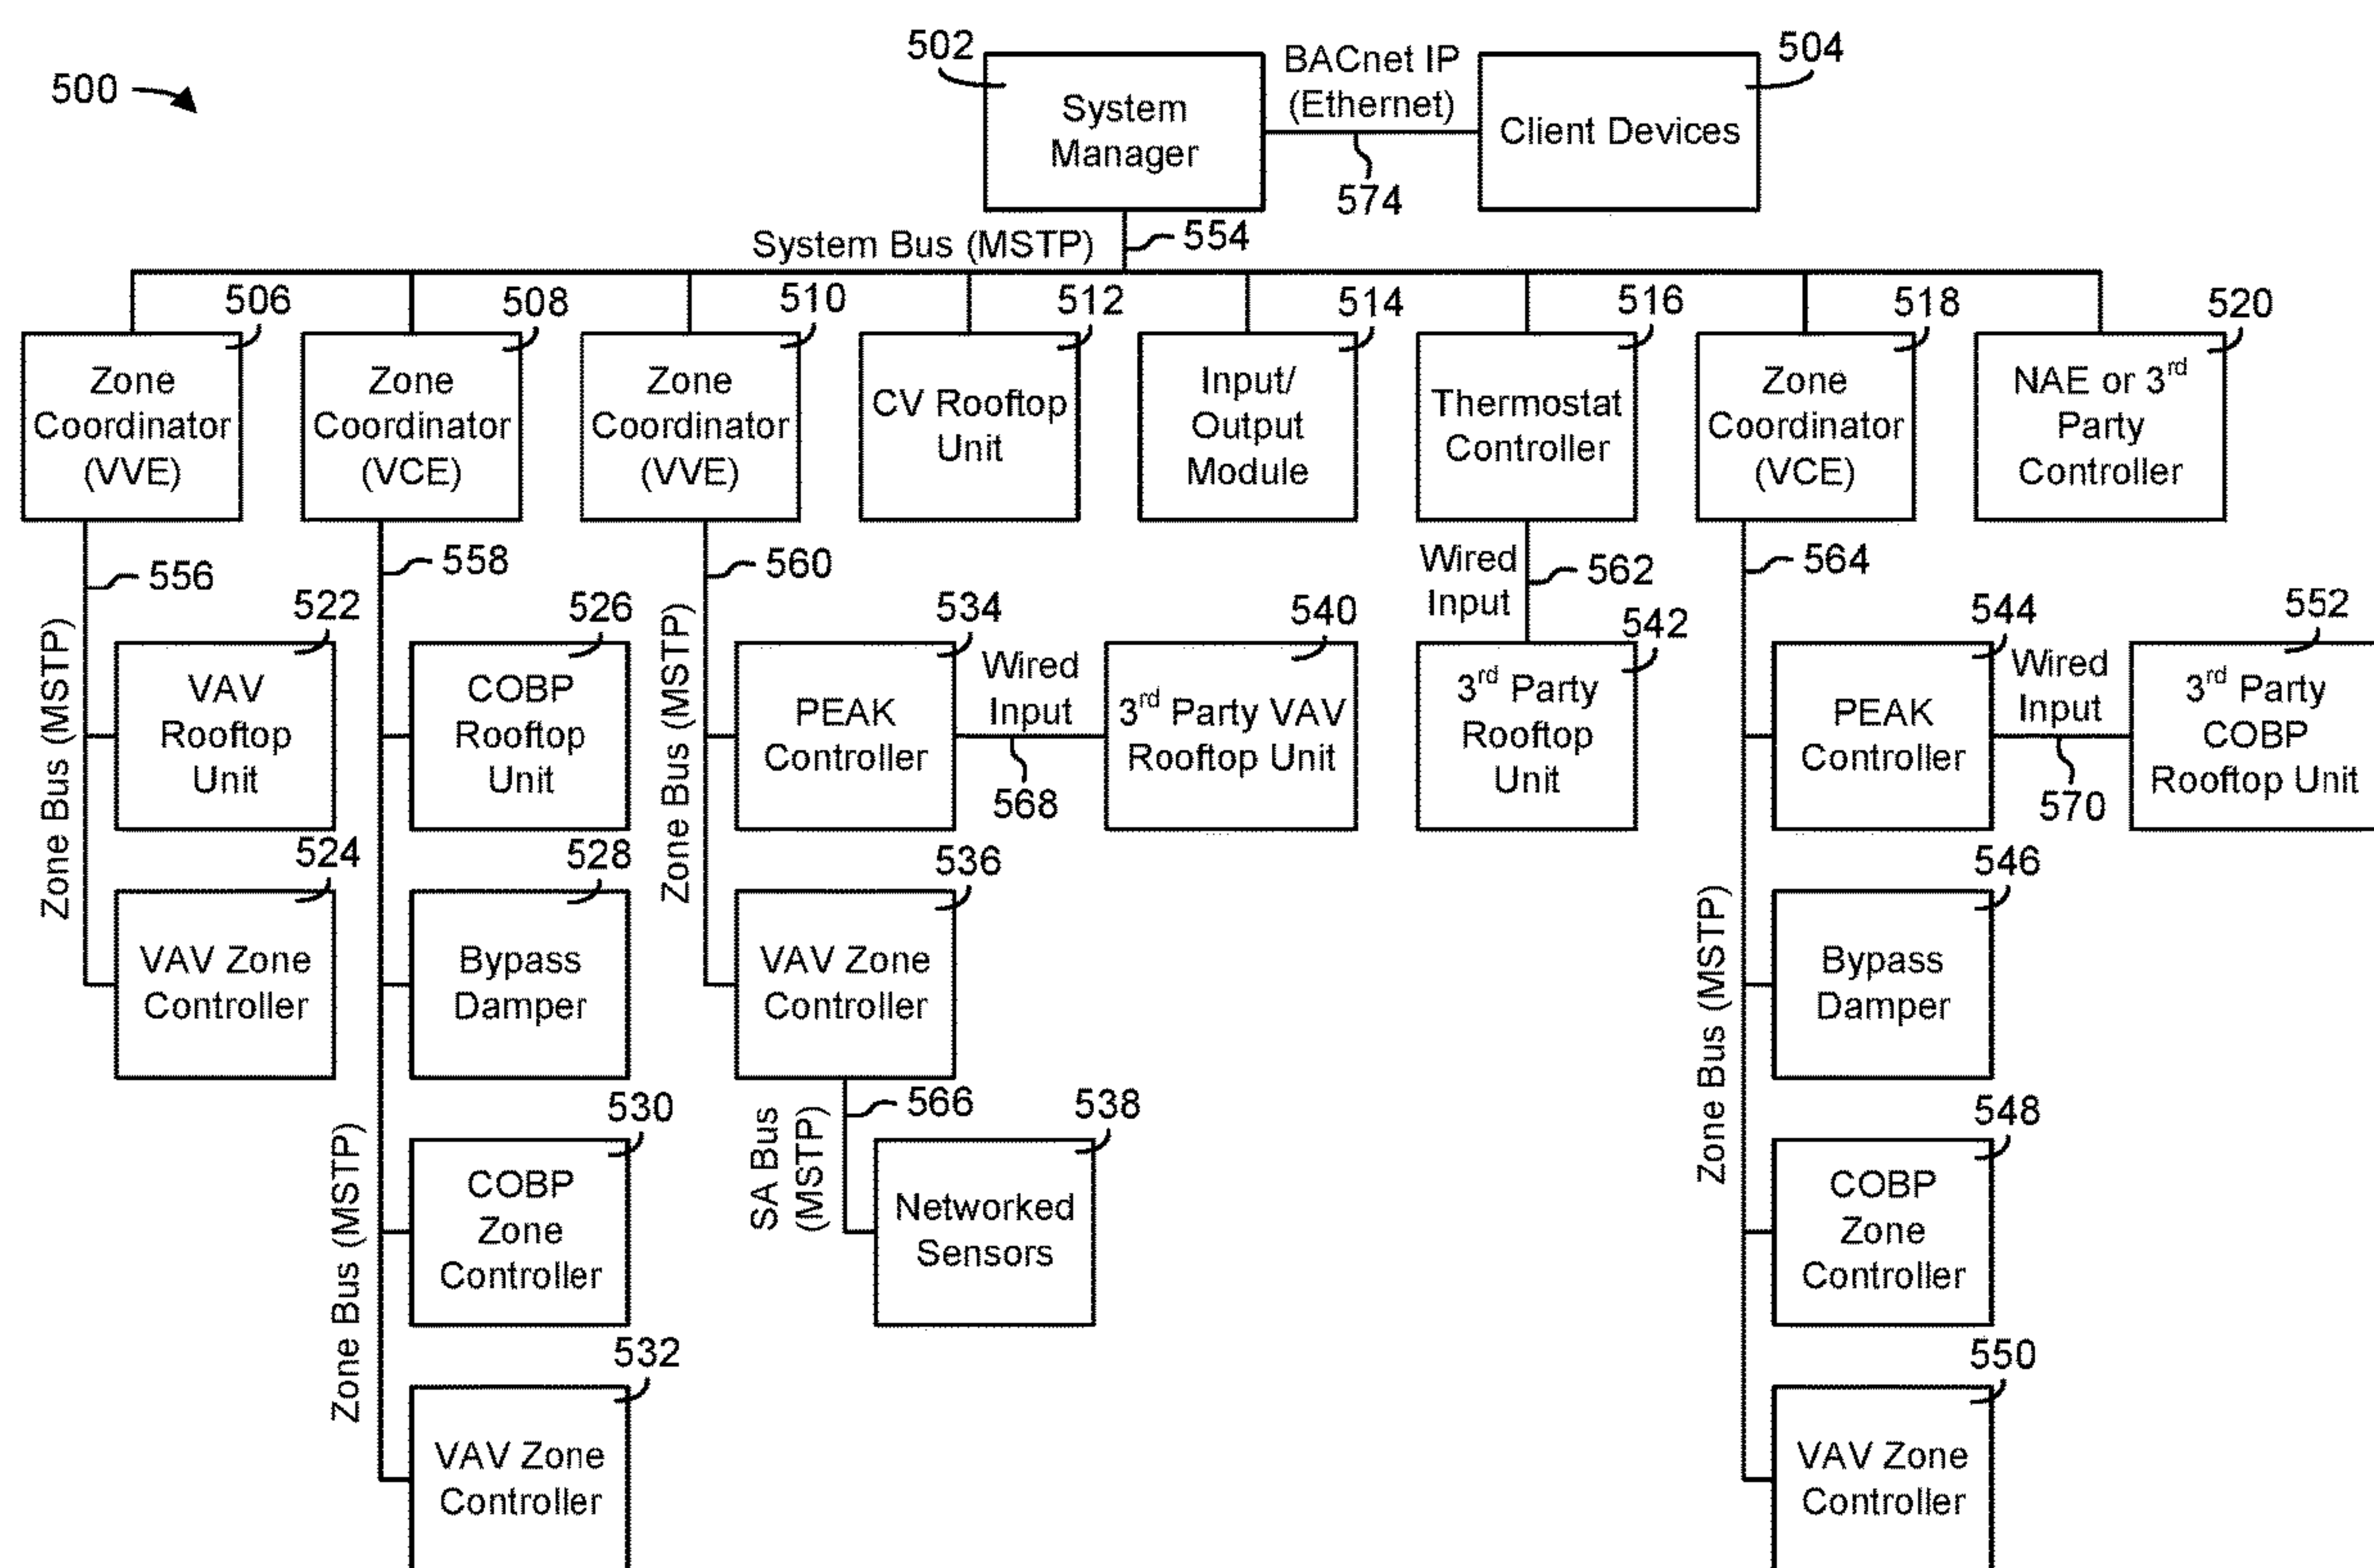 500
502
System
Manager
BACnet IP
(Ethernet)
574
504
Client Devices
System Bus (MSTP)
554
506
Zone
Coordinator
(VVE)
508
Zone
Coordinator
(VCE)
510
Zone
Coordinator
(VVE)
512
CV Rooftop
Unit
514
Input/
Output
Module
516
Thermostat
Controller
518
Zone
Coordinator
(VCE)
520
NAE or 3rd
Party
Controller
556
Zone Bus (MSTP)
522
VAV
Rooftop
Unit
524
VAV Zone
Controller
558
Zone Bus (MSTP)
526
COBP
Rooftop
Unit
528
Bypass
Damper
530
COBP
Zone
Controller
532
VAV Zone
Controller
560
Zone Bus (MSTP)
534
PEAK
Controller
Wired
Input
568
540
3rd Party VAV
Rooftop Unit
536
VAV Zone
Controller
566
SA Bus
(MSTP)
538
Networked
Sensors
Wired
Input
562
542
3rd Party
Rooftop
Unit
564
Zone Bus (MSTP)
544
PEAK
Controller
Wired
Input
570
552
3rd Party
COBP
Rooftop Unit
546
Bypass
Damper
548
COBP
Zone
Controller
550
VAV Zone
Controller